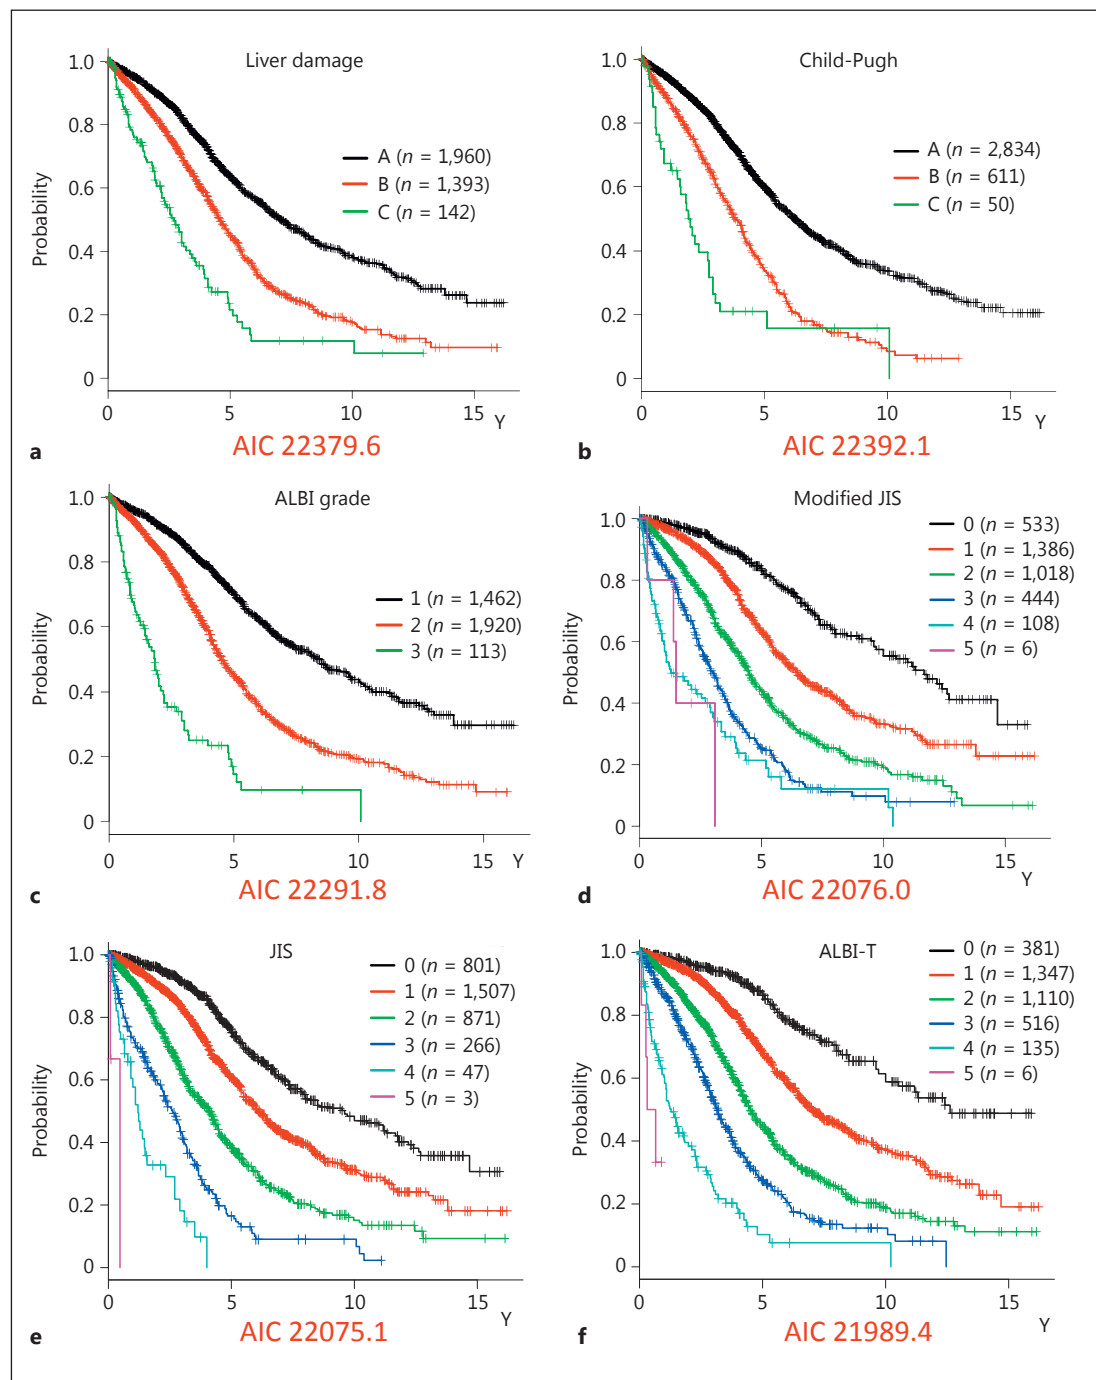 Liver damage
1.0
0.8
0.6
0.4
0.2
0
Probability
A (n = 1,960)
B (n = 1,393)
C (n = 142)
0 5 10 15 Y
a AIC 22379.6
Child-Pugh
1.0
0.8
0.6
0.4
0.2
0
Probability
A (n = 2,834)
B (n = 611)
C (n = 50)
0 5 10 15 Y
b AIC 22392.1
ALBI grade
1.0
0.8
0.6
0.4
0.2
0
Probability
1 (n = 1,462)
2 (n = 1,920)
3 (n = 113)
0 5 10 15 Y
c AIC 22291.8
Modified JIS
1.0
0.8
0.6
0.4
0.2
0
Probability
0 (n = 533)
1 (n = 1,386)
2 (n = 1,018)
3 (n = 444)
4 (n = 108)
5 (n = 6)
0 5 10 15 Y
d AIC 22076.0
JIS
1.0
0.8
0.6
0.4
0.2
0
Probability
0 (n = 801)
1 (n = 1,507)
2 (n = 871)
3 (n = 266)
4 (n = 47)
5 (n = 3)
0 5 10 15 Y
e AIC 22075.1
ALBI-T
1.0
0.8
0.6
0.4
0.2
0
Probability
0 (n = 381)
1 (n = 1,347)
2 (n = 1,110)
3 (n = 516)
4 (n = 135)
5 (n = 6)
0 5 10 15 Y
f AIC 21989.4